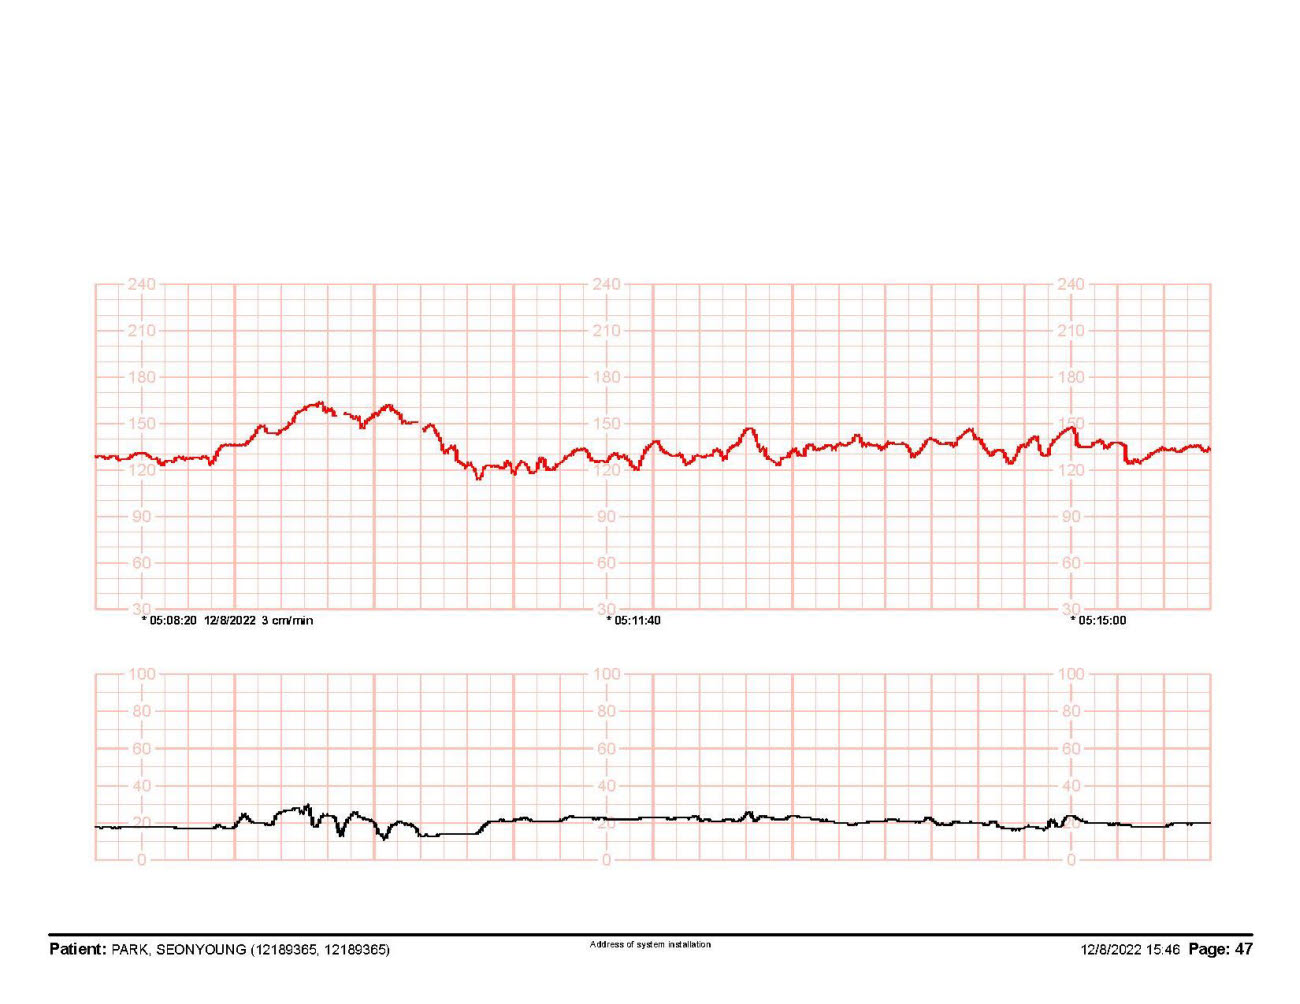 240 240 240
210 210 210
180 180 180
150 150 150
120 120 120
90 90 90
60 60 60
30 30 30
* 05:08:20 12/8/2022 3 cm/min * 05:11:40 * 05:15:00
100 100 100
80 80 80
60 60 60
40 40 40
20 20 20
0 0 0
Patient: PARK, SEONYOUNG (12189365, 12189365) Address of system installation 12/8/2022 15:46 Page: 47